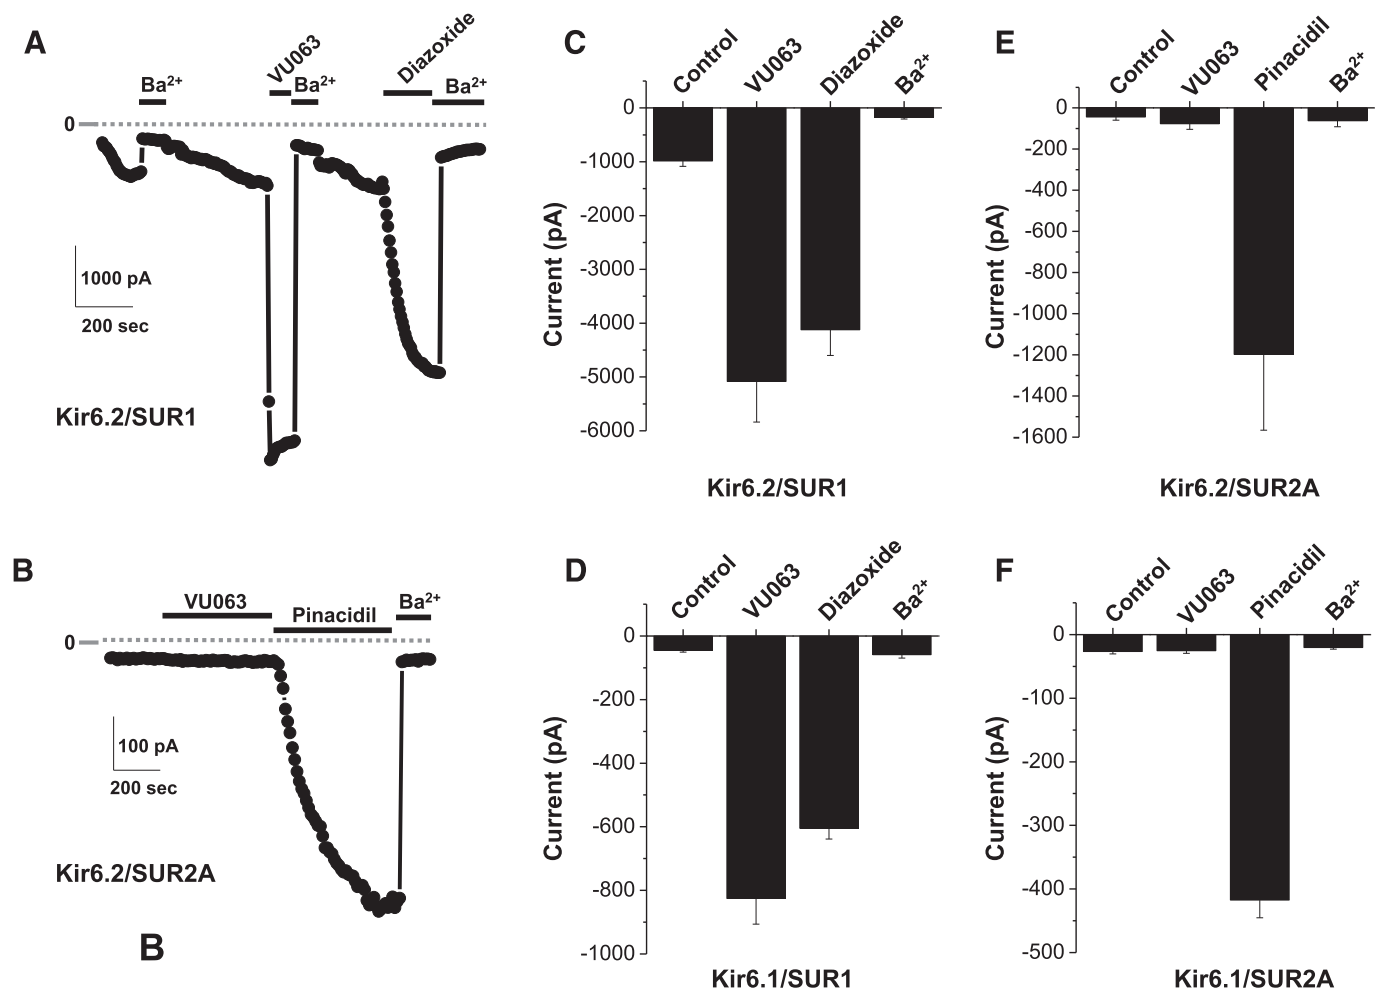 A
VU063
Diazoxide
Ba2+
Ba2+
Ba2+
0
1000 pA
200 sec
Kir6.2/SUR1
B
VU063
Pinacidil
Ba2+
0
100 pA
200 sec
Kir6.2/SUR2A
B
C
Control
VU063
Diazoxide
Ba2+
0
-1000
-2000
-3000
-4000
-5000
-6000
Current (pA)
Kir6.2/SUR1
D
Control
VU063
Diazoxide
Ba2+
0
-200
-400
-600
-800
-1000
Current (pA)
Kir6.1/SUR1
E
Control
VU063
Pinacidil
Ba2+
0
-200
-400
-600
-800
-1000
-1200
-1400
-1600
Current (pA)
Kir6.2/SUR2A
F
Control
VU063
Pinacidil
Ba2+
0
-100
-200
-300
-400
-500
Current (pA)
Kir6.1/SUR2A